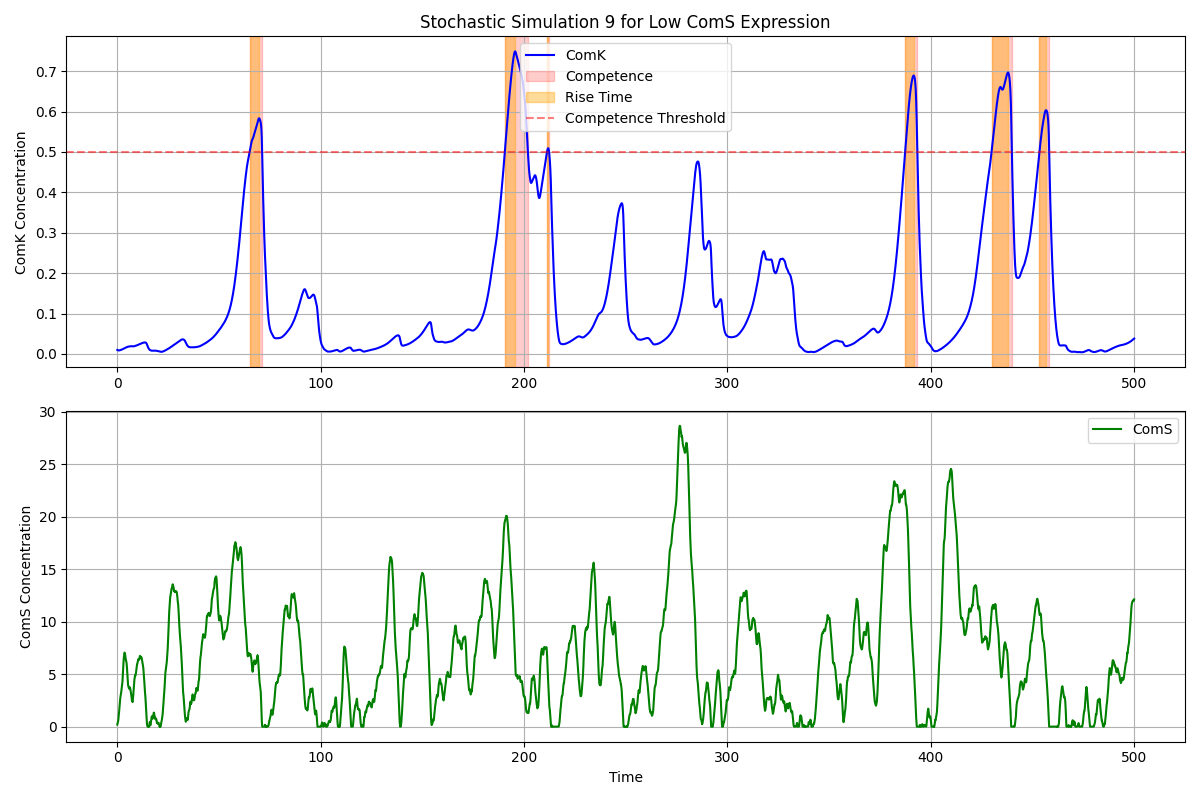 Stochastic Simulation 9 for Low ComS Expression
ComK Concentration
0.7
0.6
0.5
0.4
0.3
0.2
0.1
0.0
ComK
Competence
Rise Time
Competence Threshold
0 100 200 300 400 500
ComS Concentration
30
25
20
15
10
5
0
ComS
0 100 200 300 400 500
Time